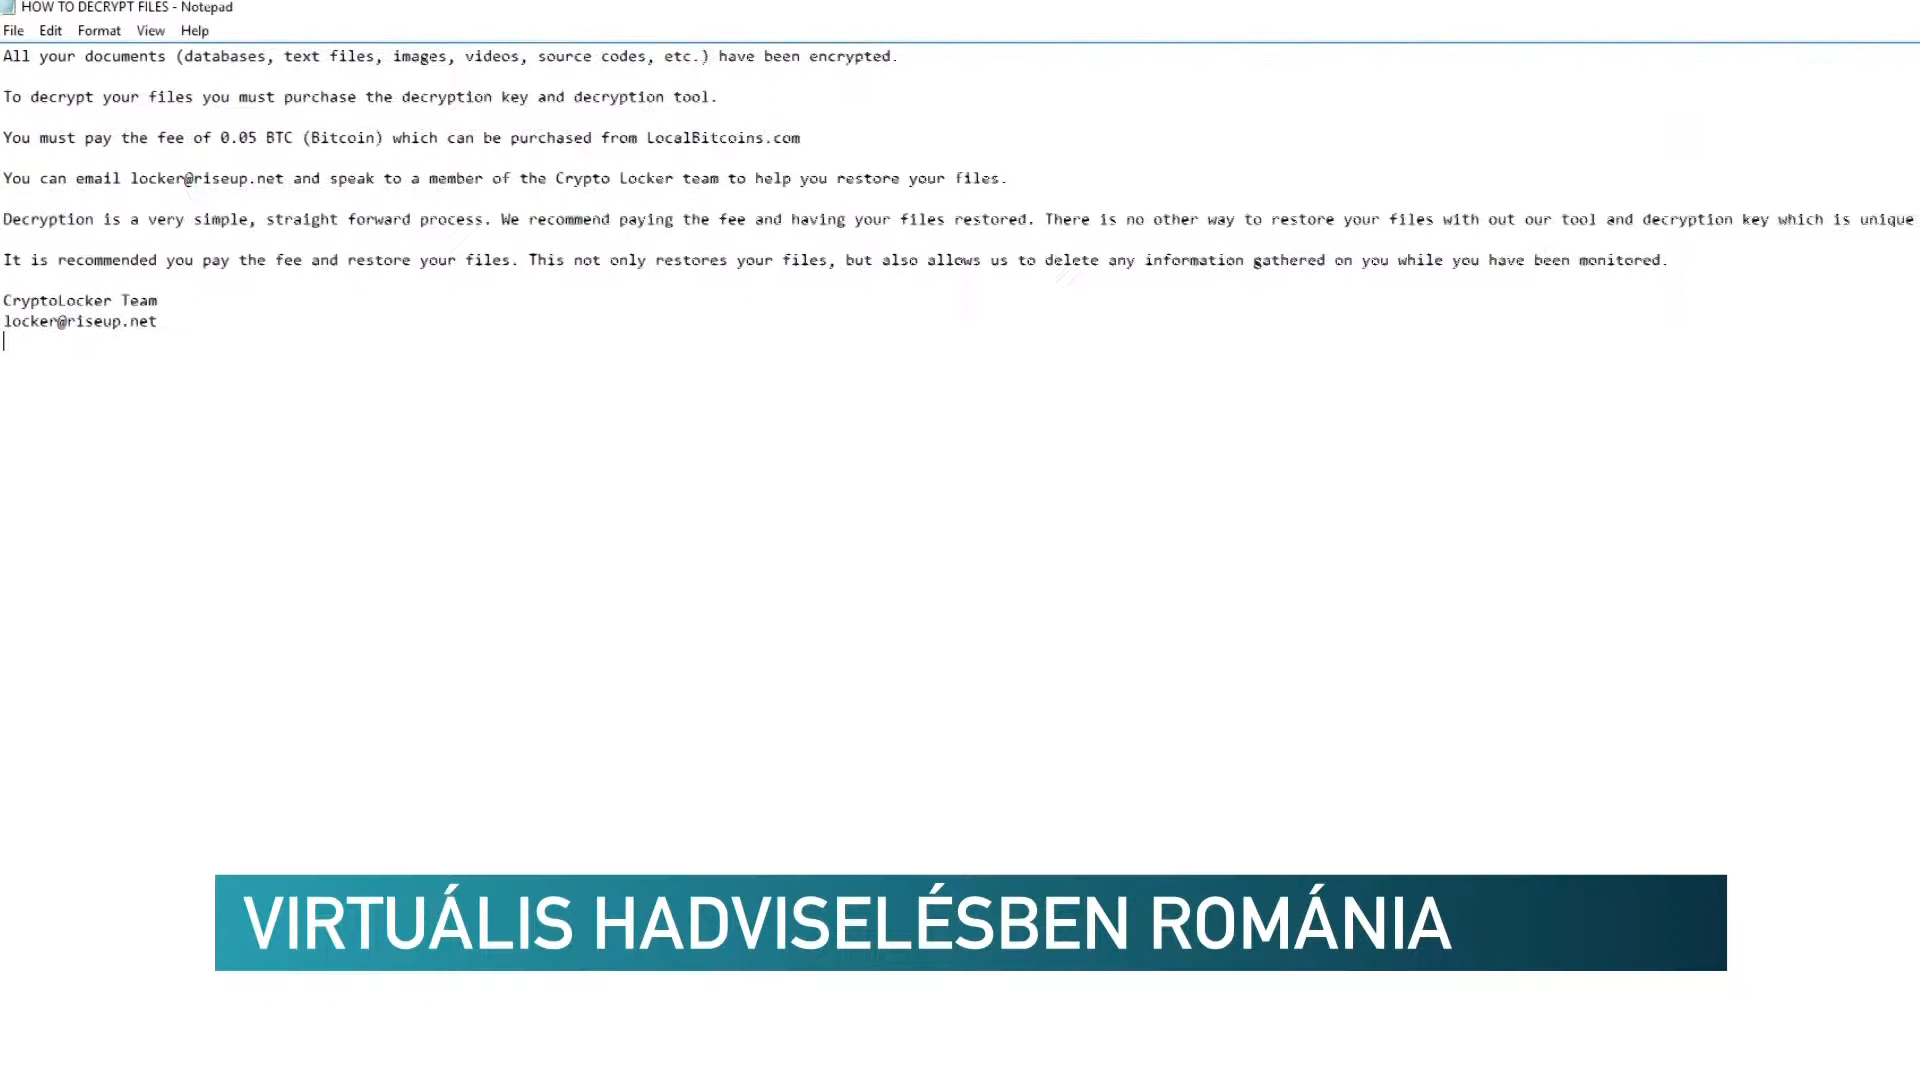 HOW TO DECRYPT FILES - Notepad
File Edit Format View Help
All your documents (databases, text files, images, videos, source codes, etc.) have been encrypted.
To decrypt your files you must purchase the decryption key and decryption tool.
You must pay the fee of 0.05 BTC (Bitcoin) which can be purchased from LocalBitcoins.com
You can email locker@riseup.net and speak to a member of the Crypto Locker team to help you restore your files.
Decryption is a very simple, straight forward process. We recommend paying the fee and having your files restored. There is no other way to restore your files with out our tool and decryption key which is unique
It is recommended you pay the fee and restore your files. This not only restores your files, but also allows us to delete any information gathered on you while you have been monitored.
CryptoLocker Team
locker@riseup.net
VIRTUÁLIS HADVISELÉSBEN ROMÁNIA